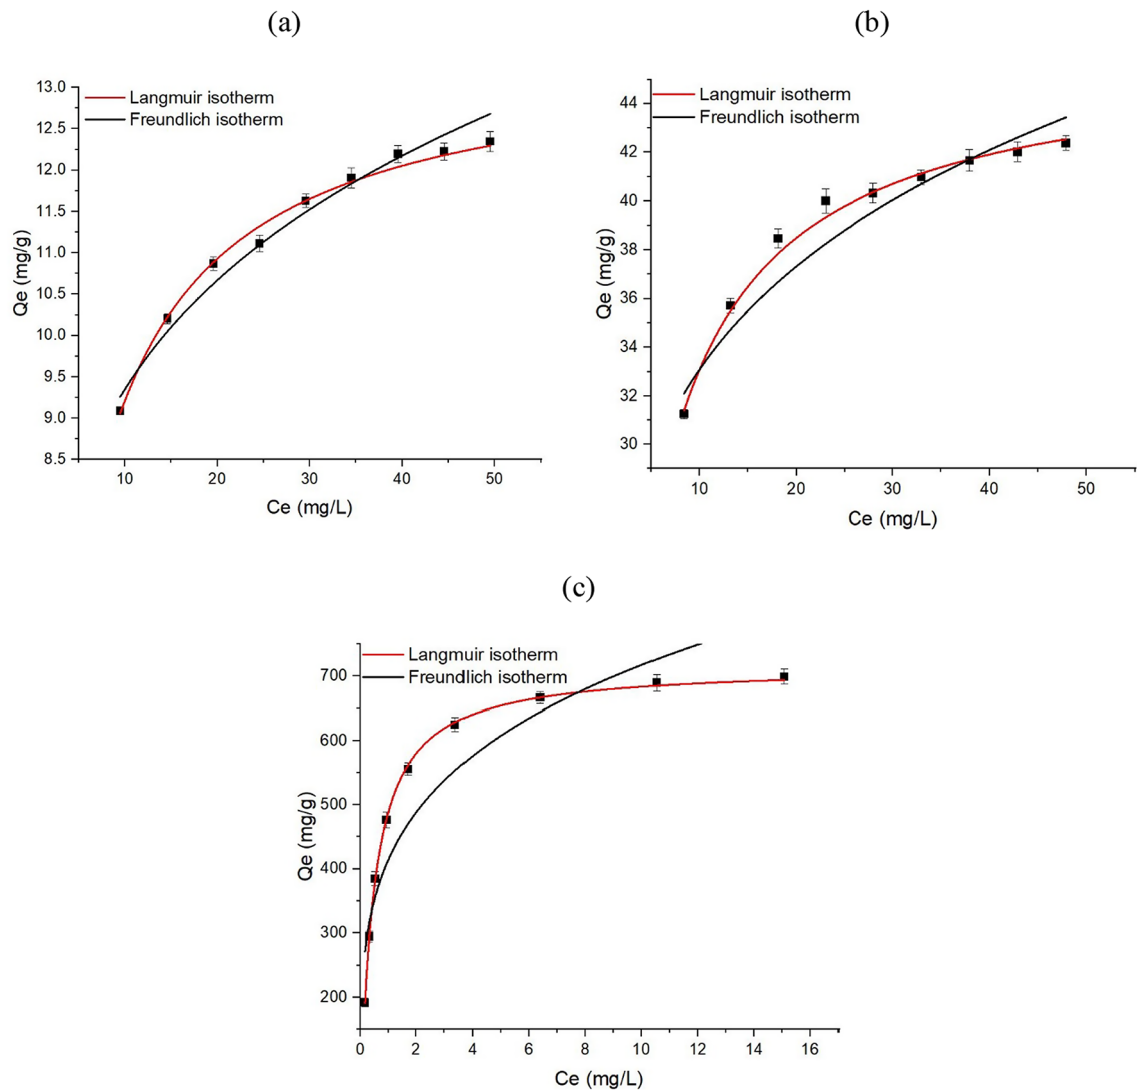 (a)
Langmuir isotherm
Freundlich isotherm
13.0
12.5
12.0
11.5
11.0
10.5
10.0
9.5
9.0
8.5
Qe (mg/g)
10 20 30 40 50
Ce (mg/L)
(b)
Langmuir isotherm
Freundlich isotherm
44
42
40
38
36
34
32
30
Qe (mg/g)
10 20 30 40 50
Ce (mg/L)
(c)
Langmuir isotherm
Freundlich isotherm
700
600
500
400
300
200
Qe (mg/g)
0 2 4 6 8 10 12 14 16
Ce (mg/L)